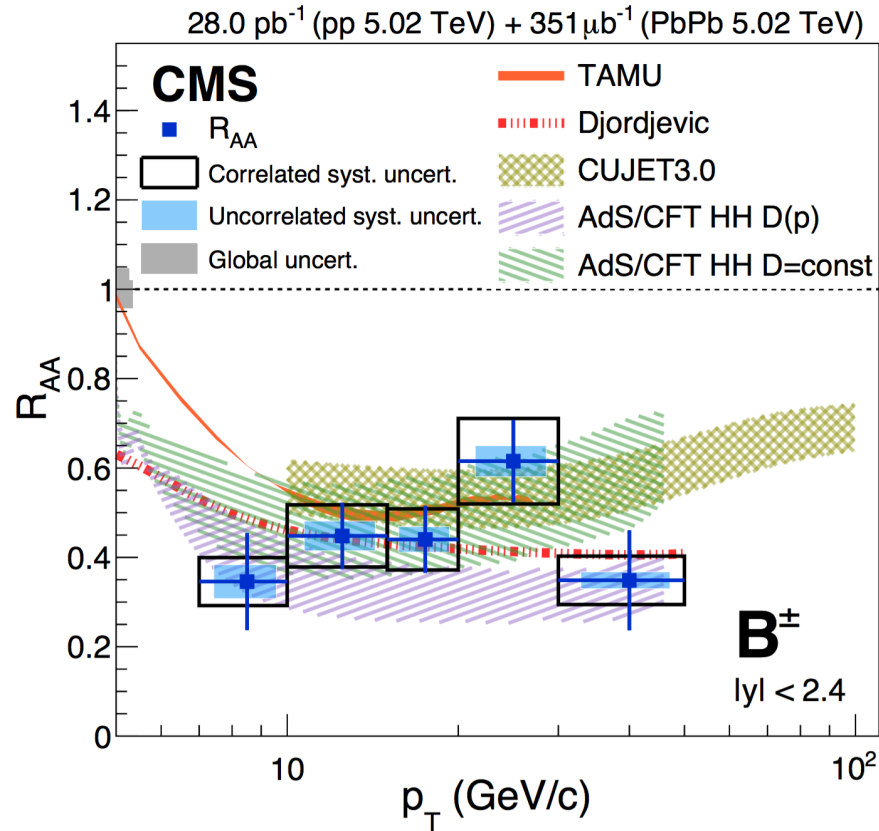 28.0 pb⁻¹ (pp 5.02 TeV) + 351 μb⁻¹ (PbPb 5.02 TeV)
CMS
R_AA
Correlated syst. uncert.
Uncorrelated syst. uncert.
Global uncert.
TAMU
Djordjevic
CUJET3.0
AdS/CFT HH D(p)
AdS/CFT HH D=const
R_AA
1.4
1.2
1
0.8
0.6
0.4
0.2
0
B±
|y| < 2.4
10
10²
p_T (GeV/c)